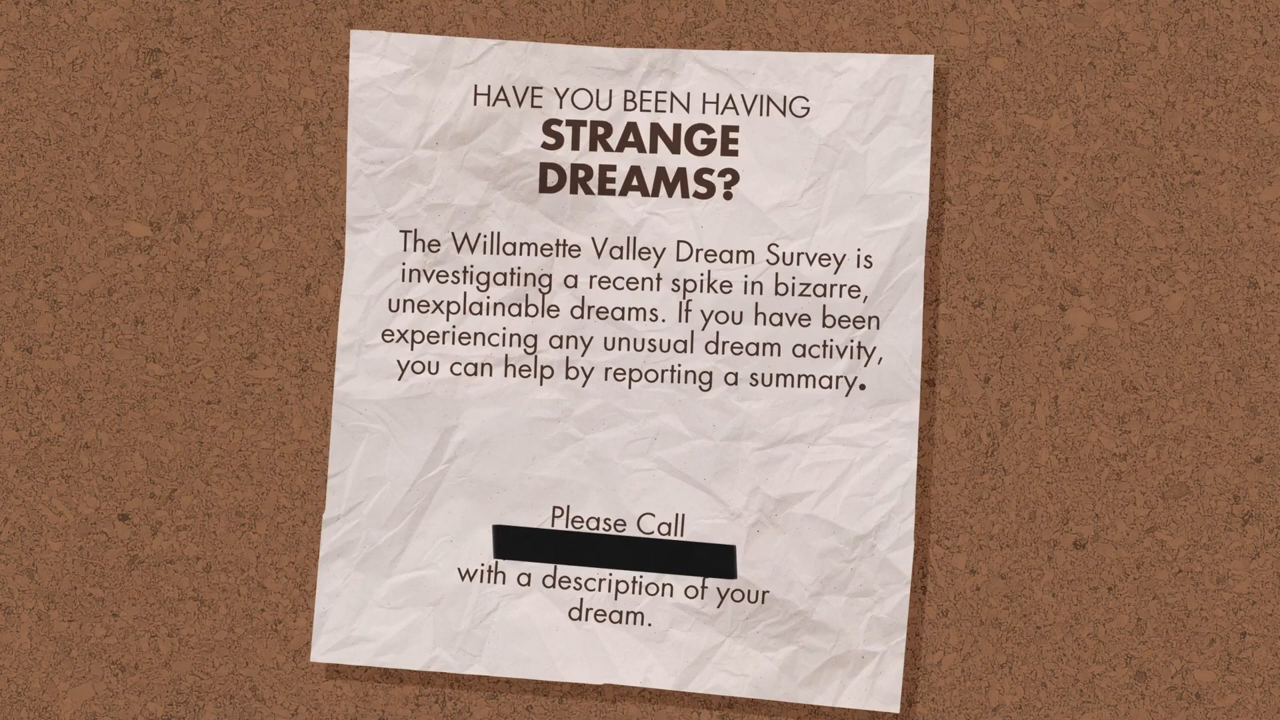 HAVE YOU BEEN HAVING
STRANGE
DREAMS?
The Willamette Valley Dream Survey is
investigating a recent spike in bizarre,
unexplainable dreams. If you have been
experiencing any unusual dream activity,
you can help by reporting a summary.
Please Call
with a description of your
dream.